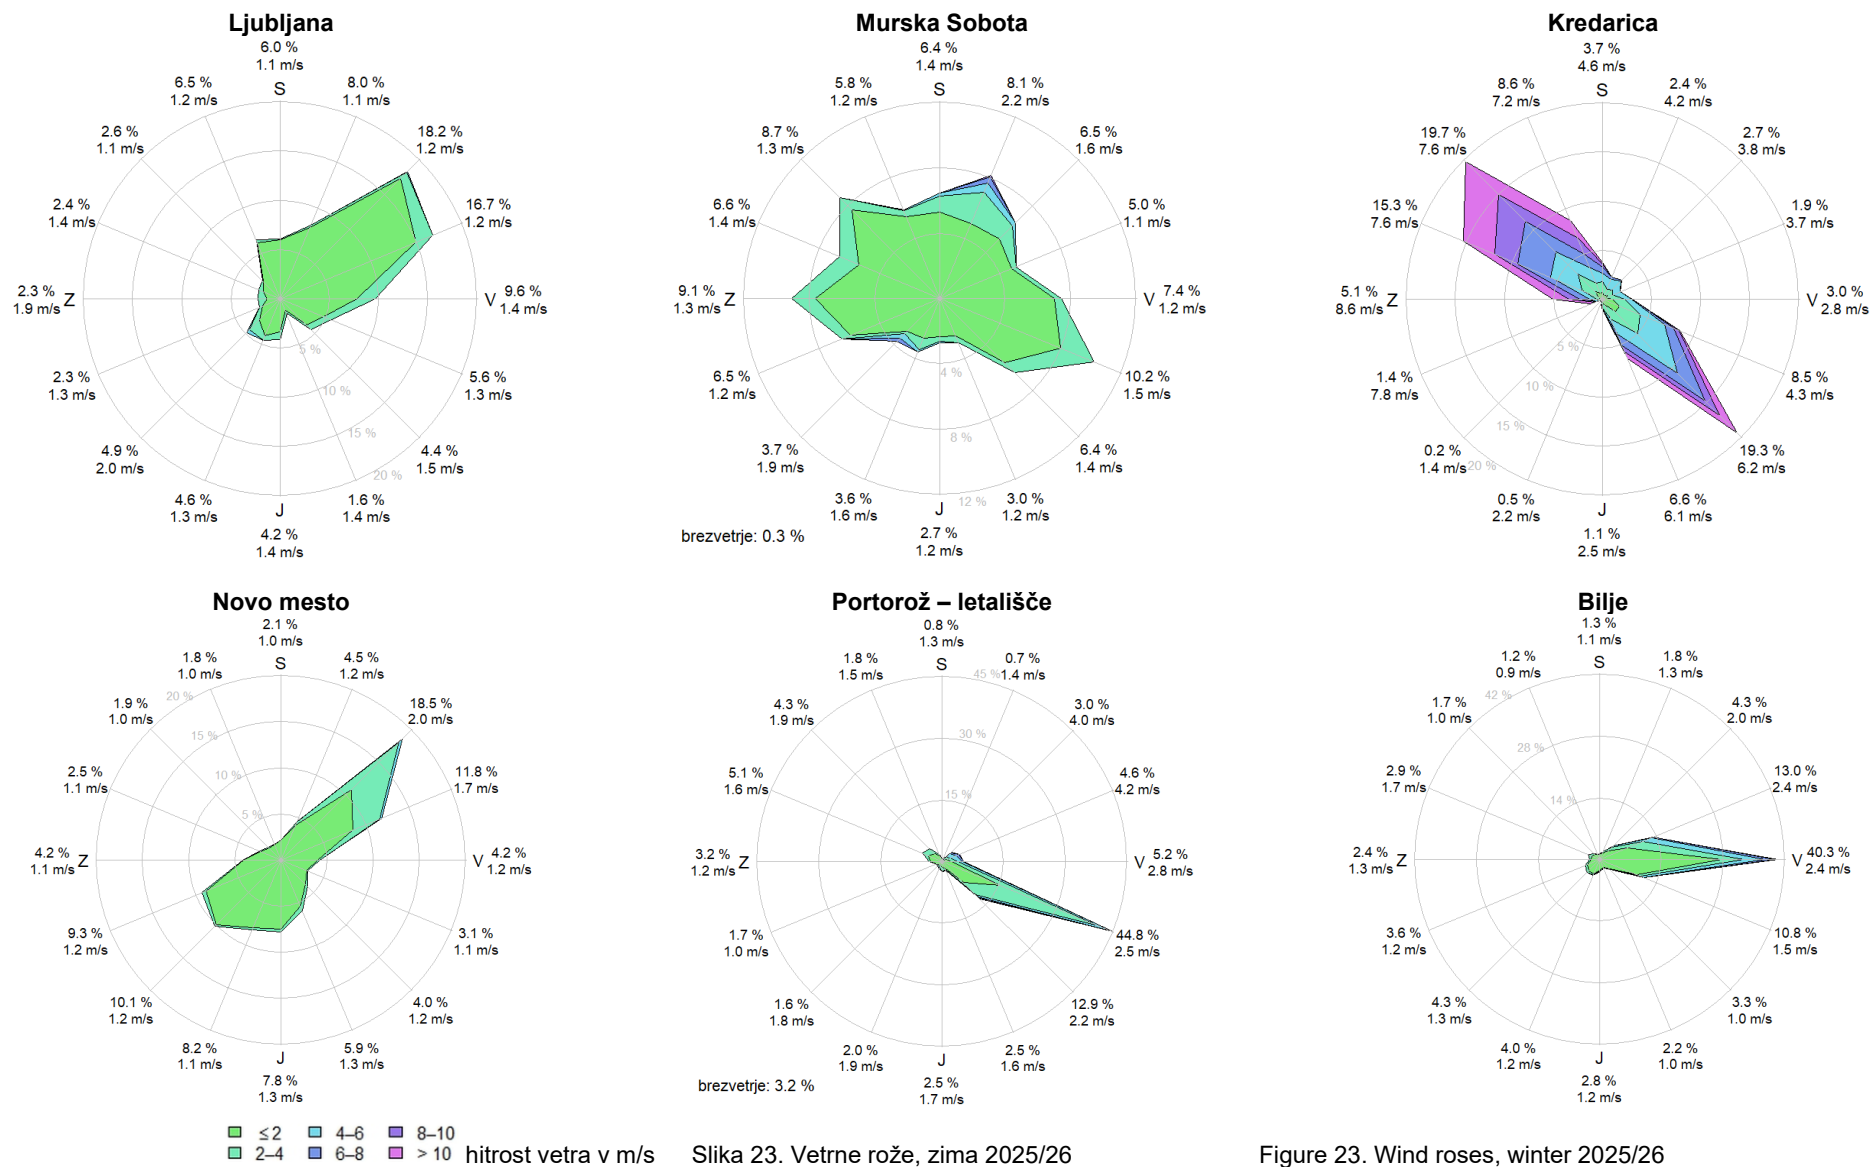 Ljubljana
6.0 %
1.1 m/s
S
8.0 %
1.1 m/s
18.2 %
1.2 m/s
16.7 %
1.2 m/s
V 9.6 %
1.4 m/s
5.6 %
1.3 m/s
4.4 %
1.5 m/s
1.6 %
1.4 m/s
J
4.2 %
1.4 m/s
4.6 %
1.3 m/s
4.9 %
2.0 m/s
2.3 %
1.3 m/s
2.3 % Z
1.9 m/s
2.4 %
1.4 m/s
2.6 %
1.1 m/s
6.5 %
1.2 m/s
5 %
10 %
15 %
20 %
Murska Sobota
6.4 %
1.4 m/s
S
8.1 %
2.2 m/s
6.5 %
1.6 m/s
5.0 %
1.1 m/s
V 7.4 %
1.2 m/s
10.2 %
1.5 m/s
6.4 %
1.4 m/s
3.0 %
1.2 m/s
J
2.7 %
1.2 m/s
3.6 %
1.6 m/s
3.7 %
1.9 m/s
6.5 %
1.2 m/s
9.1 % Z
1.3 m/s
6.6 %
1.4 m/s
8.7 %
1.3 m/s
5.8 %
1.2 m/s
4 %
8 %
12 %
brezvetrje: 0.3 %
Kredarica
3.7 %
4.6 m/s
S
2.4 %
4.2 m/s
2.7 %
3.8 m/s
1.9 %
3.7 m/s
V 3.0 %
2.8 m/s
8.5 %
4.3 m/s
19.3 %
6.2 m/s
6.6 %
6.1 m/s
J
1.1 %
2.5 m/s
0.5 %
2.2 m/s
0.2 %
1.4 m/s
1.4 %
7.8 m/s
5.1 % Z
8.6 m/s
15.3 %
7.6 m/s
19.7 %
7.6 m/s
8.6 %
7.2 m/s
5 %
10 %
15 %
20 %
Novo mesto
2.1 %
1.0 m/s
S
4.5 %
1.2 m/s
18.5 %
2.0 m/s
11.8 %
1.7 m/s
V 4.2 %
1.2 m/s
3.1 %
1.1 m/s
4.0 %
1.2 m/s
5.9 %
1.3 m/s
J
7.8 %
1.3 m/s
8.2 %
1.1 m/s
10.1 %
1.2 m/s
9.3 %
1.2 m/s
4.2 % Z
1.1 m/s
2.5 %
1.1 m/s
1.9 %
1.0 m/s
1.8 %
1.0 m/s
20 %
15 %
10 %
5 %
Portorož – letališče
0.8 %
1.3 m/s
S
0.7 %
1.4 m/s
3.0 %
4.0 m/s
4.6 %
4.2 m/s
V 5.2 %
2.8 m/s
44.8 %
2.5 m/s
12.9 %
2.2 m/s
2.5 %
1.6 m/s
J
2.5 %
1.7 m/s
2.0 %
1.9 m/s
1.6 %
1.8 m/s
1.7 %
1.0 m/s
3.2 % Z
1.2 m/s
5.1 %
1.6 m/s
4.3 %
1.9 m/s
1.8 %
1.5 m/s
45 %
30 %
15 %
brezvetrje: 3.2 %
Bilje
1.3 %
1.1 m/s
S
1.8 %
1.3 m/s
4.3 %
2.0 m/s
13.0 %
2.4 m/s
V 40.3 %
2.4 m/s
10.8 %
1.5 m/s
3.3 %
1.0 m/s
2.2 %
1.0 m/s
J
2.8 %
1.2 m/s
4.0 %
1.2 m/s
4.3 %
1.3 m/s
3.6 %
1.2 m/s
2.4 % Z
1.3 m/s
2.9 %
1.7 m/s
1.7 %
1.0 m/s
1.2 %
0.9 m/s
42 %
28 %
14 %
≤ 2 4–6 8–10
2–4 6–8 > 10
hitrost vetra v m/s
Slika 23. Vetrne rože, zima 2025/26
Figure 23. Wind roses, winter 2025/26